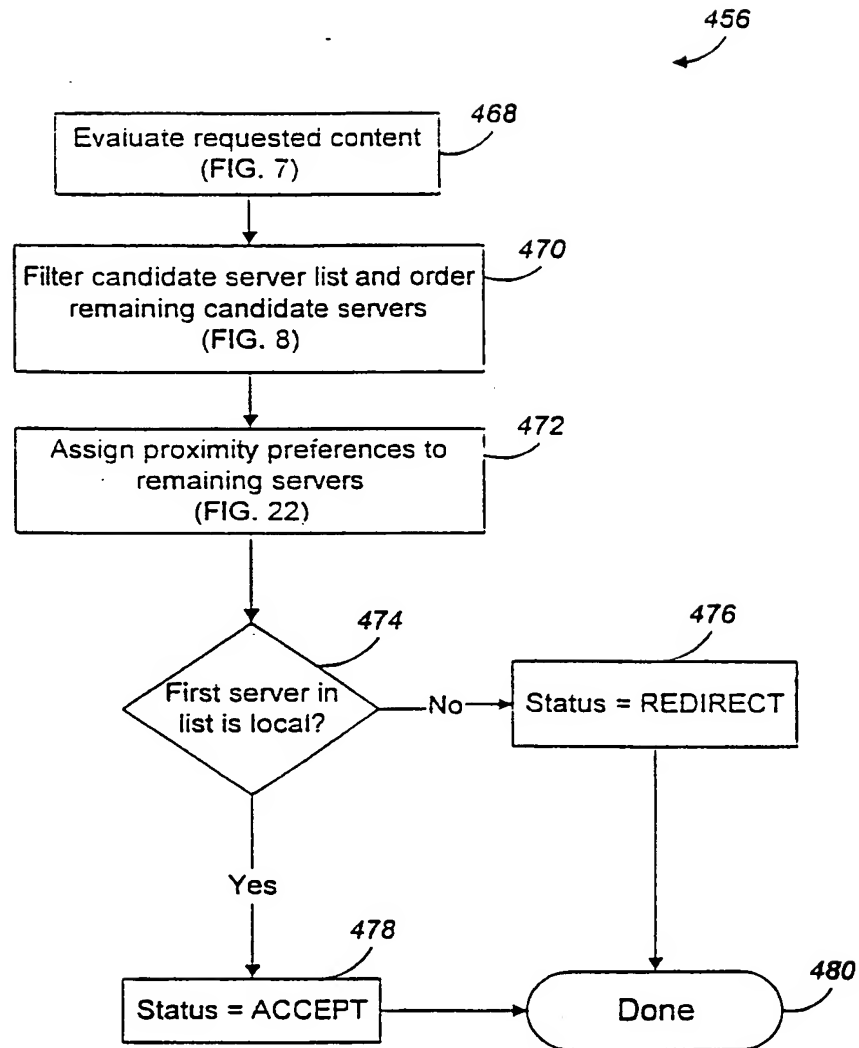 456
468
Evaluate requested content
(FIG. 7)
470
Filter candidate server list and order
remaining candidate servers
(FIG. 8)
472
Assign proximity preferences to
remaining servers
(FIG. 22)
474
First server in
list is local?
No
476
Status = REDIRECT
Yes
478
Status = ACCEPT
Done
480